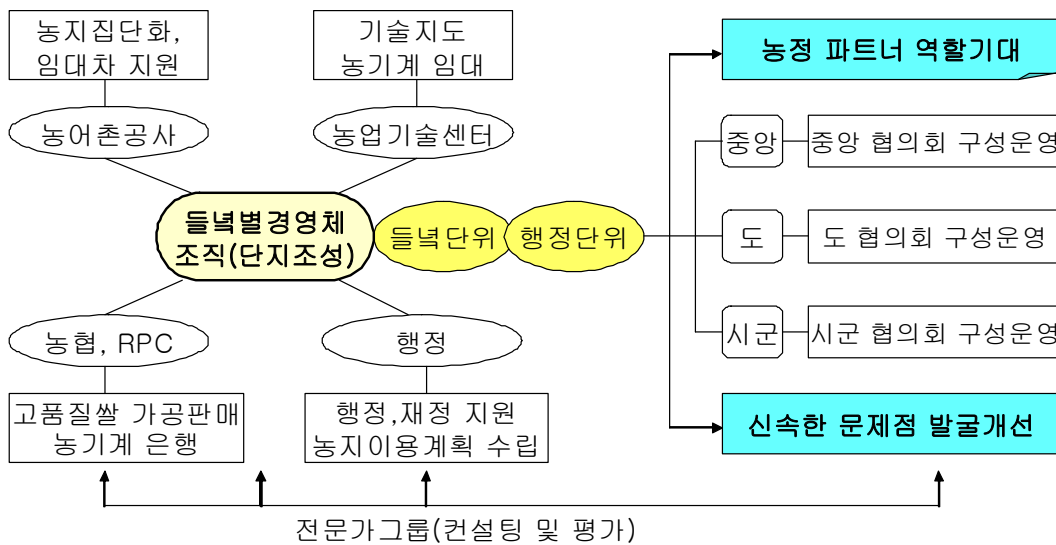 농지집단화,
임대차 지원
기술지도
농기계 임대
농정 파트너 역할기대
농어촌공사
농업기술센터
중앙
중앙 협의회 구성운영
들녘별경영체
조직(단지조성)
들녘단위
행정단위
도
도 협의회 구성운영
농협, RPC
행정
시군
시군 협의회 구성운영
고품질쌀 가공판매
농기계 은행
행정,재정 지원
농지이용계획 수립
신속한 문제점 발굴개선
전문가그룹(컨설팅 및 평가)